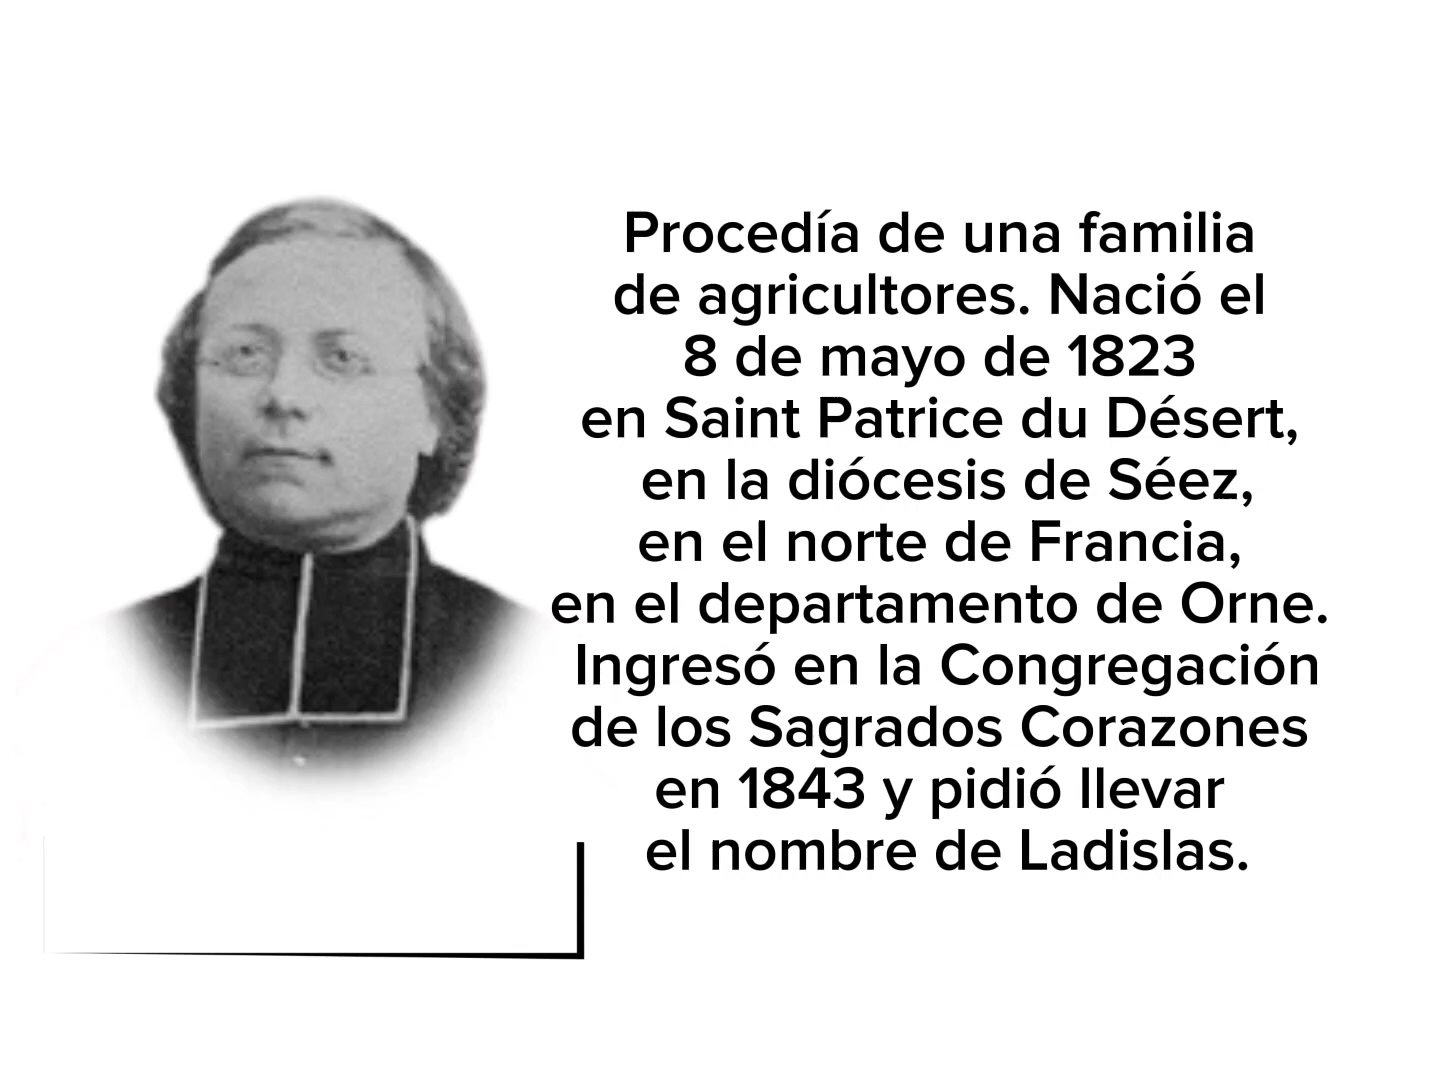 Procedía de una familia
de agricultores. Nació el
8 de mayo de 1823
en Saint Patrice du Désert,
en la diócesis de Séez,
en el norte de Francia,
en el departamento de Orne.
Ingresó en la Congregación
de los Sagrados Corazones
en 1843 y pidió llevar
el nombre de Ladislas.